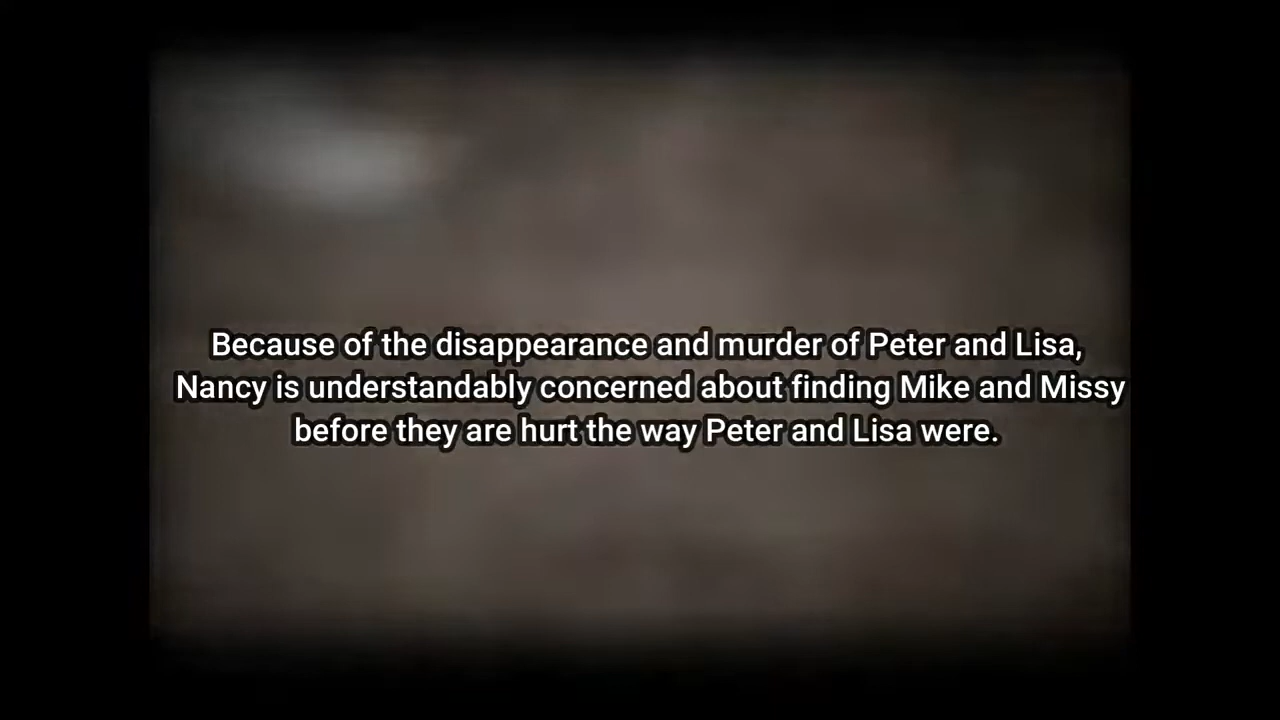 Because of the disappearance and murder of Peter and Lisa,
Nancy is understandably concerned about finding Mike and Missy
before they are hurt the way Peter and Lisa were.